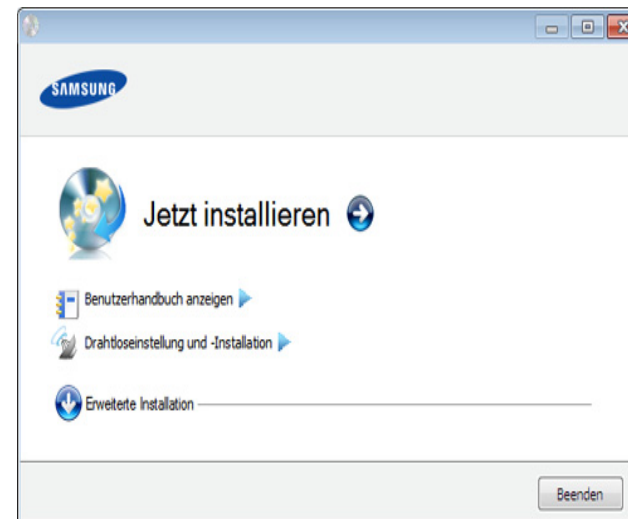 SAMSUNG
Jetzt installieren
Benutzerhandbuch anzeigen
Drahtloseinstellung und -Installation
Erweiterte Installation
Beenden